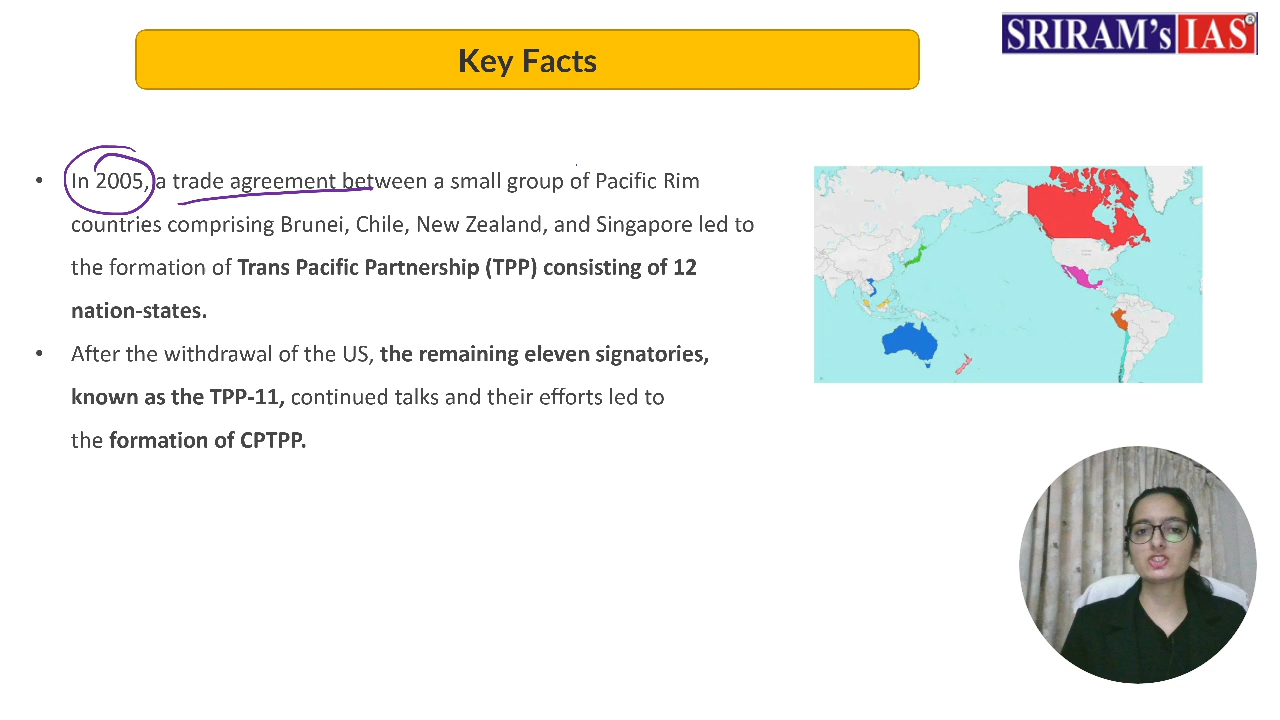 SRIRAM's IAS®
Key Facts
• In 2005, a trade agreement between a small group of Pacific Rim
countries comprising Brunei, Chile, New Zealand, and Singapore led to
the formation of Trans Pacific Partnership (TPP) consisting of 12
nation-states.
• After the withdrawal of the US, the remaining eleven signatories,
known as the TPP-11, continued talks and their efforts led to
the formation of CPTPP.